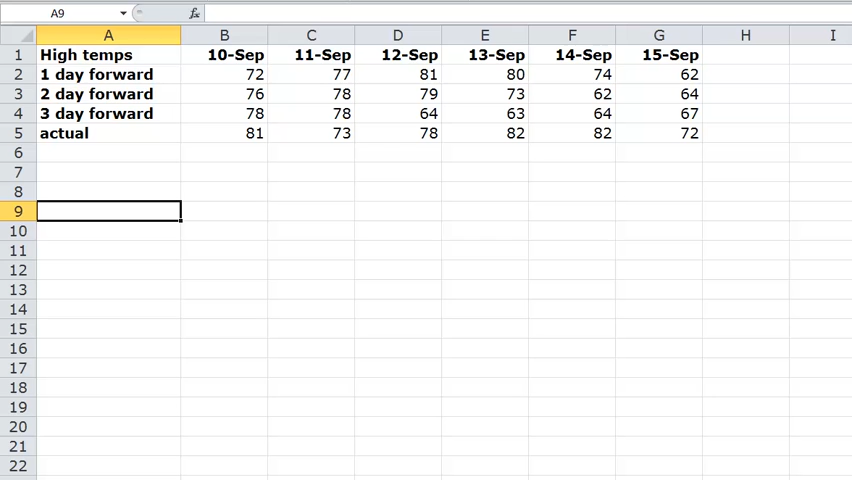 A9 fx
A B C D E F G H I
1 High temps 10-Sep 11-Sep 12-Sep 13-Sep 14-Sep 15-Sep
2 1 day forward 72 77 81 80 74 62
3 2 day forward 76 78 79 73 62 64
4 3 day forward 78 78 64 63 64 67
5 actual 81 73 78 82 82 72
6
7
8
9
10
11
12
13
14
15
16
17
18
19
20
21
22